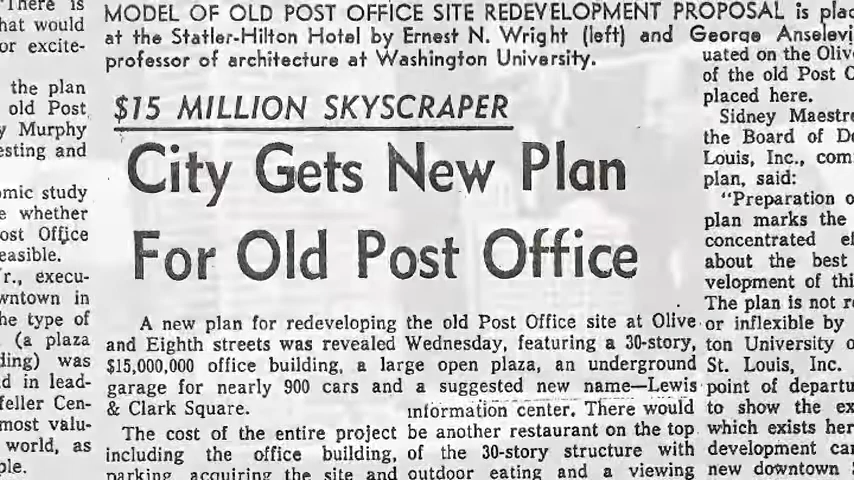 There is
hat would
or excite-
the plan
old Post
y Murphy
esting and
omic study
e whether
ost Office
easible.
r., execu-
wntown in
he type of
(a plaza
ding) was
d in lead-
feller Cen-
most valu-
world, as
ple.
MODEL OF OLD POST OFFICE SITE REDEVELOPMENT PROPOSAL is plac
at the Statler-Hilton Hotel by Ernest N. Wright (left) and George Anselevi
professor of architecture at Washington University.
$15 MILLION SKYSCRAPER
City Gets New Plan
For Old Post Office
A new plan for redeveloping the old Post Office site at Olive
and Eighth streets was revealed Wednesday, featuring a 30-story,
$15,000,000 office building, a large open plaza, an underground
garage for nearly 900 cars and a suggested new name—Lewis
& Clark Square.
The cost of the entire project
including the office building,
parking, acquiring the site and
information center. There would
be another restaurant on the top
of the 30-story structure with
outdoor eating and a viewing
uated on the Oliv
of the old Post O
placed here.
Sidney Maestre
the Board of Do
Louis, Inc., com
plan, said:
"Preparation o
plan marks the
concentrated ef
about the best
velopment of thi
The plan is not r
or inflexible by
ton University o
St. Louis, Inc.
point of departu
to show the ex
which exists her
development car
new downtown